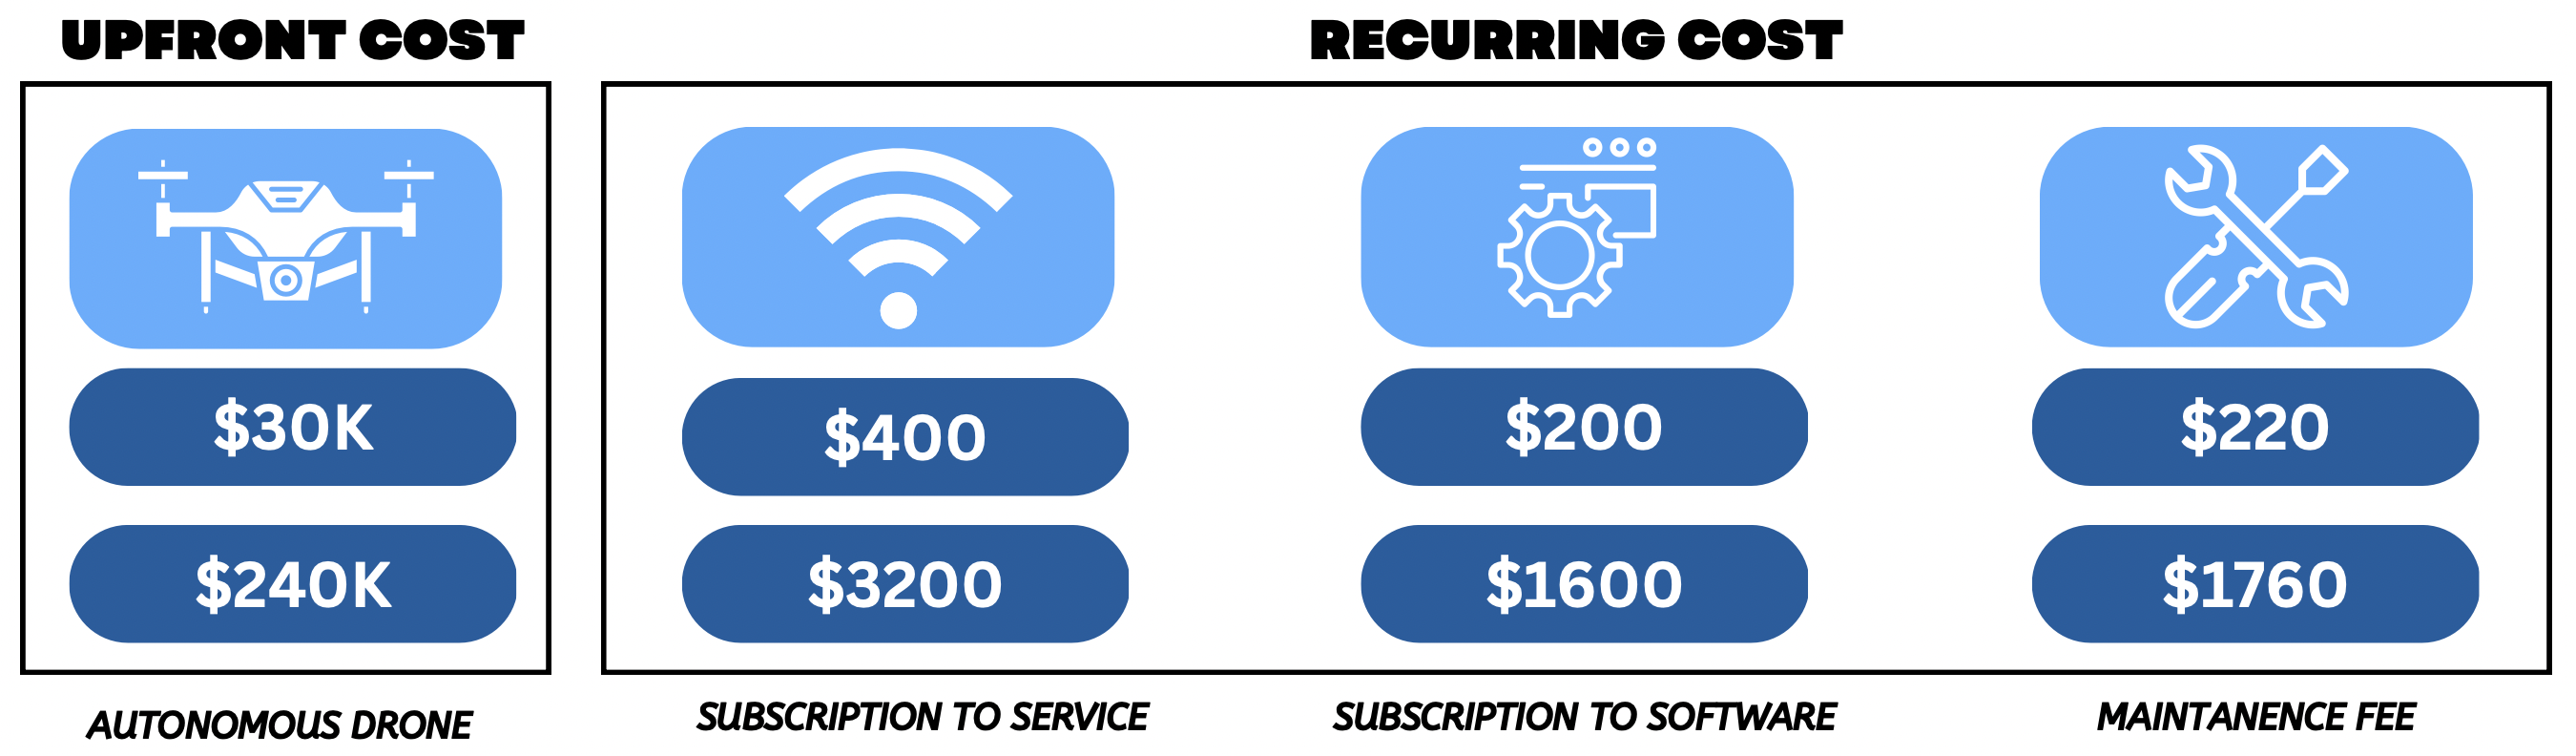 UPFRONT COST
RECURRING COST
$30K
$400
$200
$220
$240K
$3200
$1600
$1760
AUTONOMOUS DRONE
SUBSCRIPTION TO SERVICE
SUBSCRIPTION TO SOFTWARE
MAINTANENCE FEE